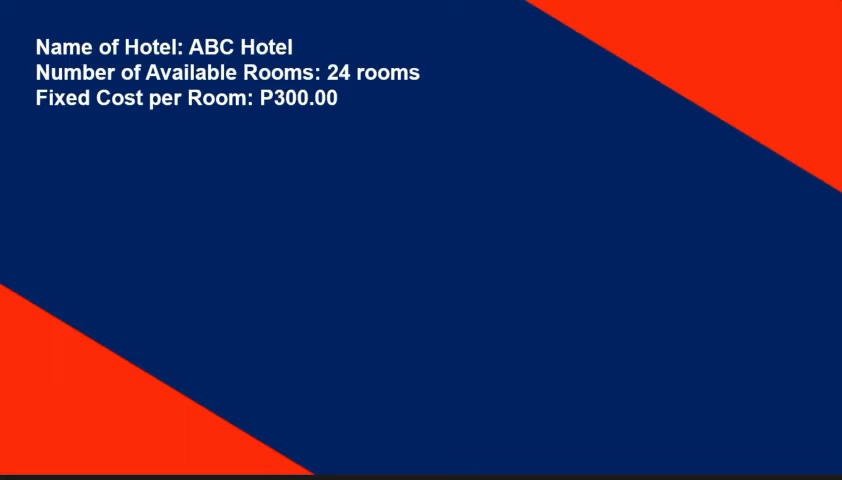 Name of Hotel: ABC Hotel
Number of Available Rooms: 24 rooms
Fixed Cost per Room: P300.00